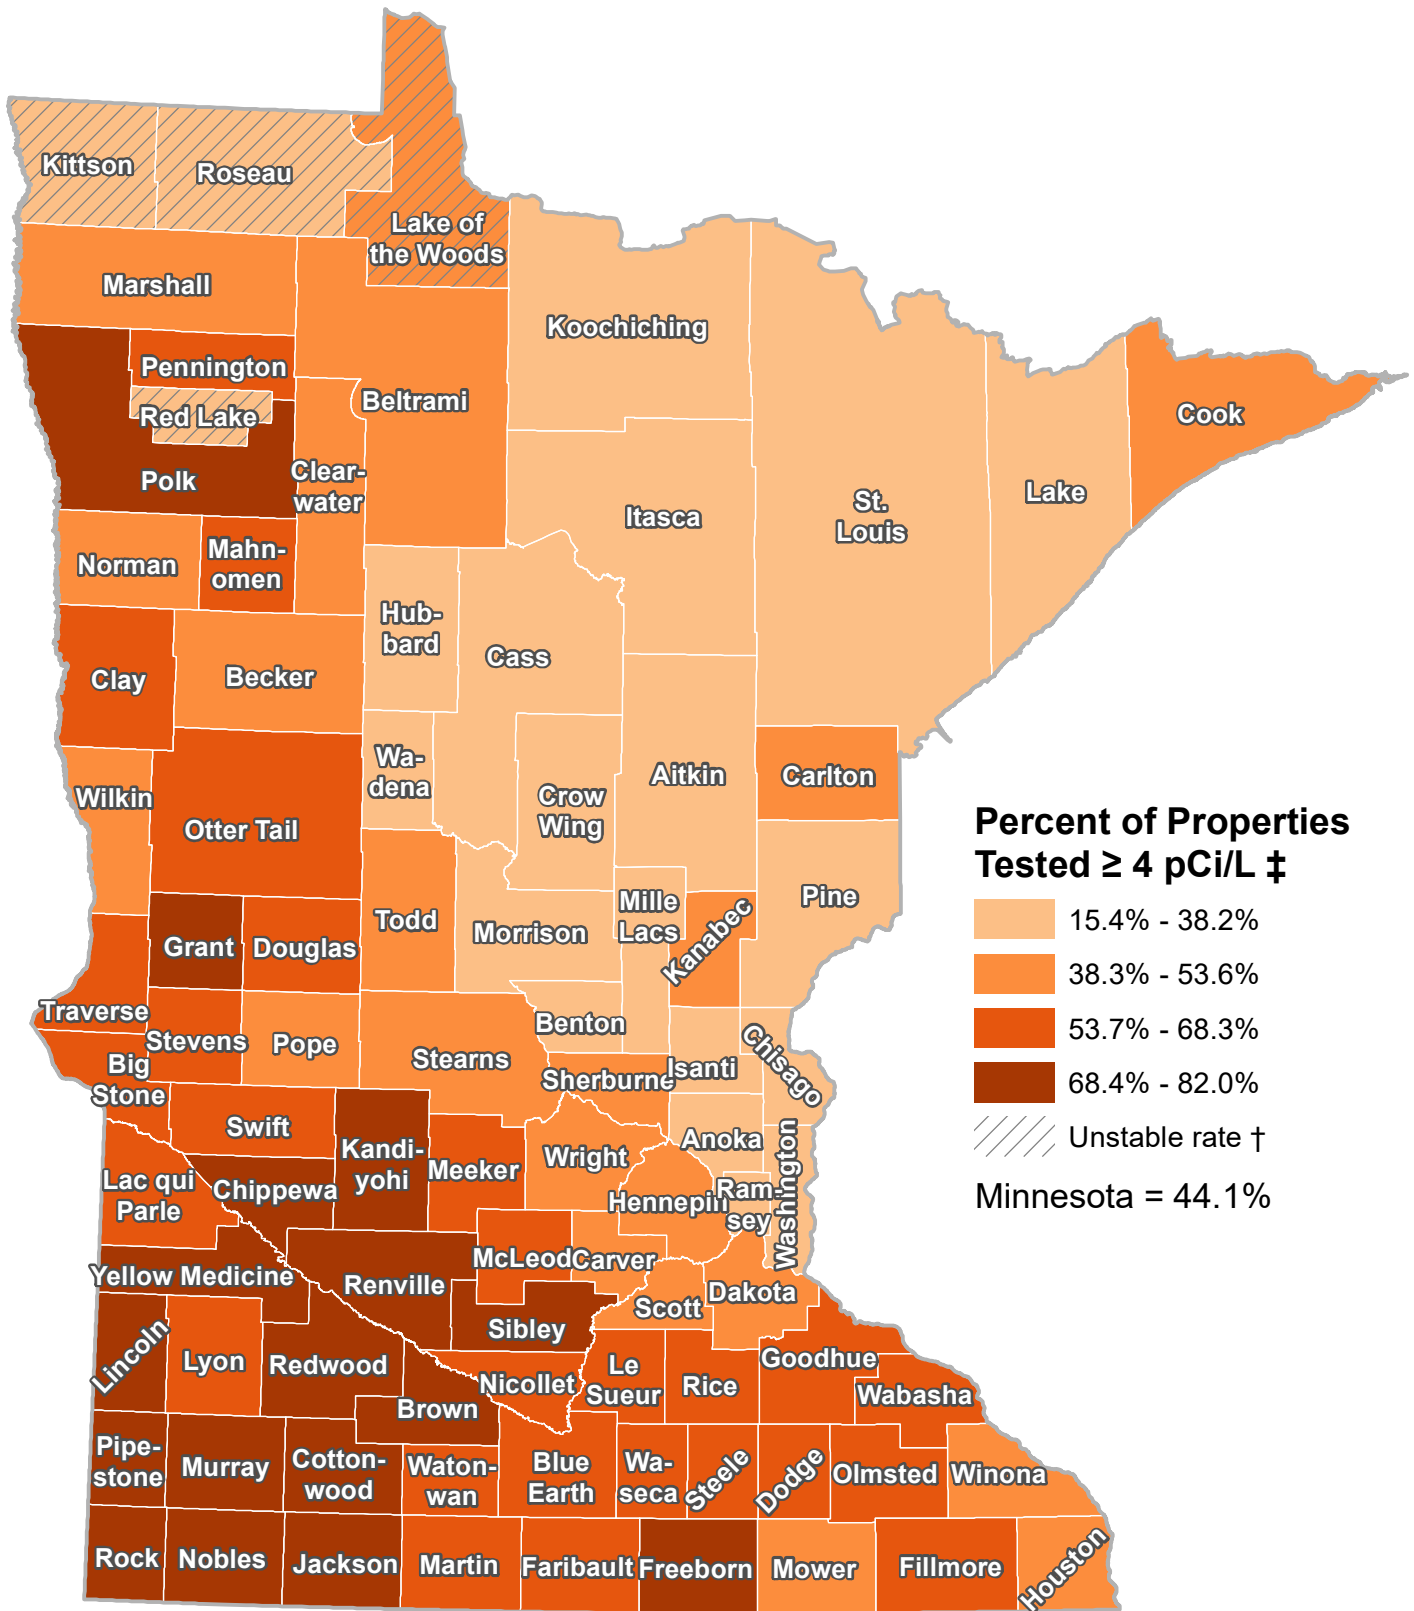 Kittson
Roseau
Lake of
the Woods
Marshall
Koochiching
Pennington
Beltrami
Red Lake
Cook
Polk
Clear-
water
Lake
St.
Louis
Itasca
Norman
Mahn-
omen
Hub-
bard
Cass
Clay
Becker
Wa-
dena
Aitkin
Carlton
Wilkin
Crow
Wing
Otter Tail
Percent of Properties
Tested ≥ 4 pCi/L ‡
15.4% - 38.2%
38.3% - 53.6%
53.7% - 68.3%
68.4% - 82.0%
Unstable rate †
Minnesota = 44.1%
Pine
Mille
Lacs
Todd
Morrison
Kanabec
Grant
Douglas
Traverse
Stevens
Pope
Benton
Stearns
Big
Stone
Sherburne
Isanti
Chisago
Swift
Kandi-
yohi
Meeker
Wright
Anoka
Washington
Lac qui
Parle
Chippewa
Hennepin
Ram-
sey
McLeod
Carver
Yellow Medicine
Renville
Dakota
Scott
Sibley
Lincoln
Lyon
Redwood
Nicollet
Le
Sueur
Rice
Goodhue
Wabasha
Brown
Pipe-
stone
Murray
Cotton-
wood
Waton-
wan
Blue
Earth
Wa-
seca
Steele
Dodge
Olmsted
Winona
Rock
Nobles
Jackson
Martin
Faribault
Freeborn
Mower
Fillmore
Houston